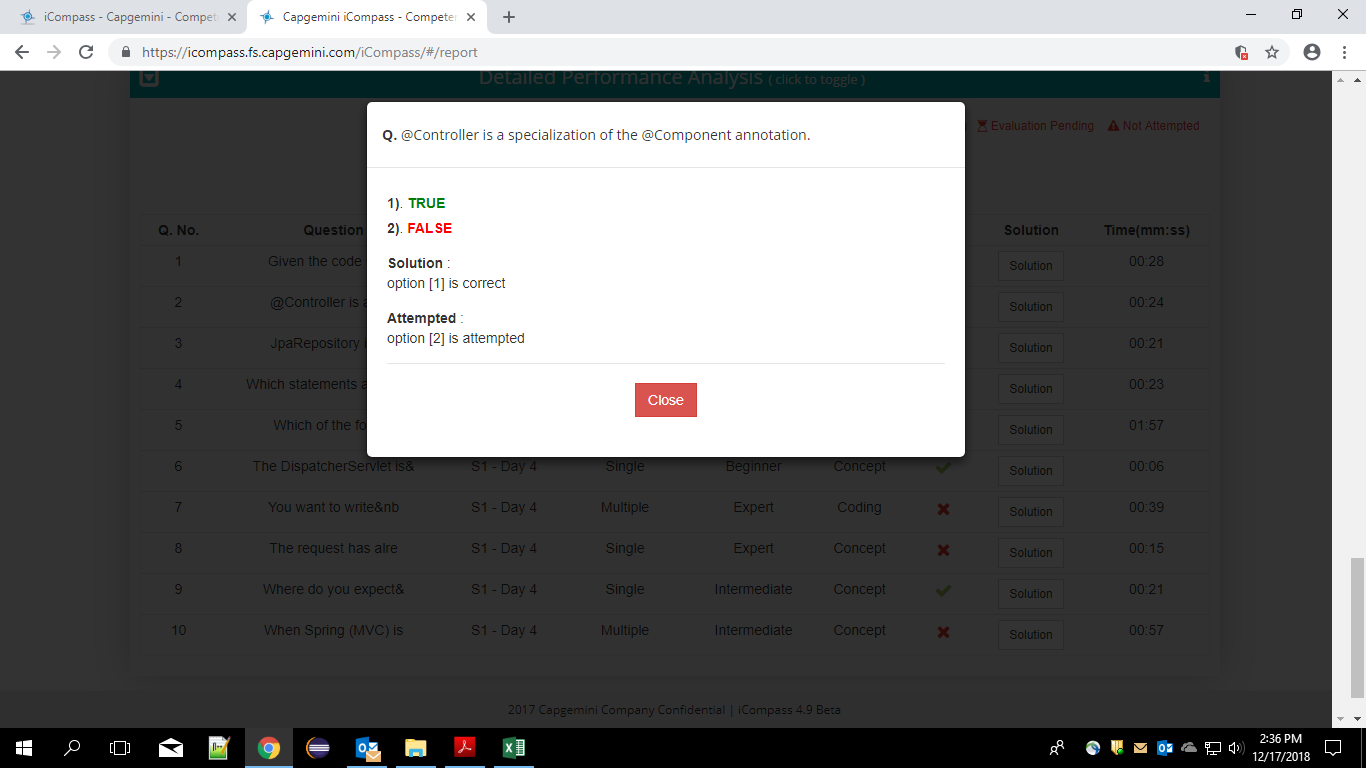 iCompass - Capgemini - Compet
Capgemini iCompass - Competen
https://icompass.fs.capgemini.com/iCompass/#/report
Detailed Performance Analysis ( click to toggle )
Evaluation Pending Not Attempted
Q. @Controller is a specialization of the @Component annotation.
1). TRUE
2). FALSE
Solution :
option [1] is correct
Attempted :
option [2] is attempted
Close
Q. No. Question Solution Time(mm:ss)
1 Given the code Solution 00:28
2 @Controller is a Solution 00:24
3 JpaRepository Solution 00:21
4 Which statements a Solution 00:23
5 Which of the fo Solution 01:57
6 The DispatcherServlet is& S1 - Day 4 Single Beginner Concept Solution 00:06
7 You want to write&nb S1 - Day 4 Multiple Expert Coding Solution 00:39
8 The request has alre S1 - Day 4 Single Expert Concept Solution 00:15
9 Where do you expect& S1 - Day 4 Single Intermediate Concept Solution 00:21
10 When Spring (MVC) is S1 - Day 4 Multiple Intermediate Concept Solution 00:57
2017 Capgemini Company Confidential | iCompass 4.9 Beta
2:36 PM
12/17/2018